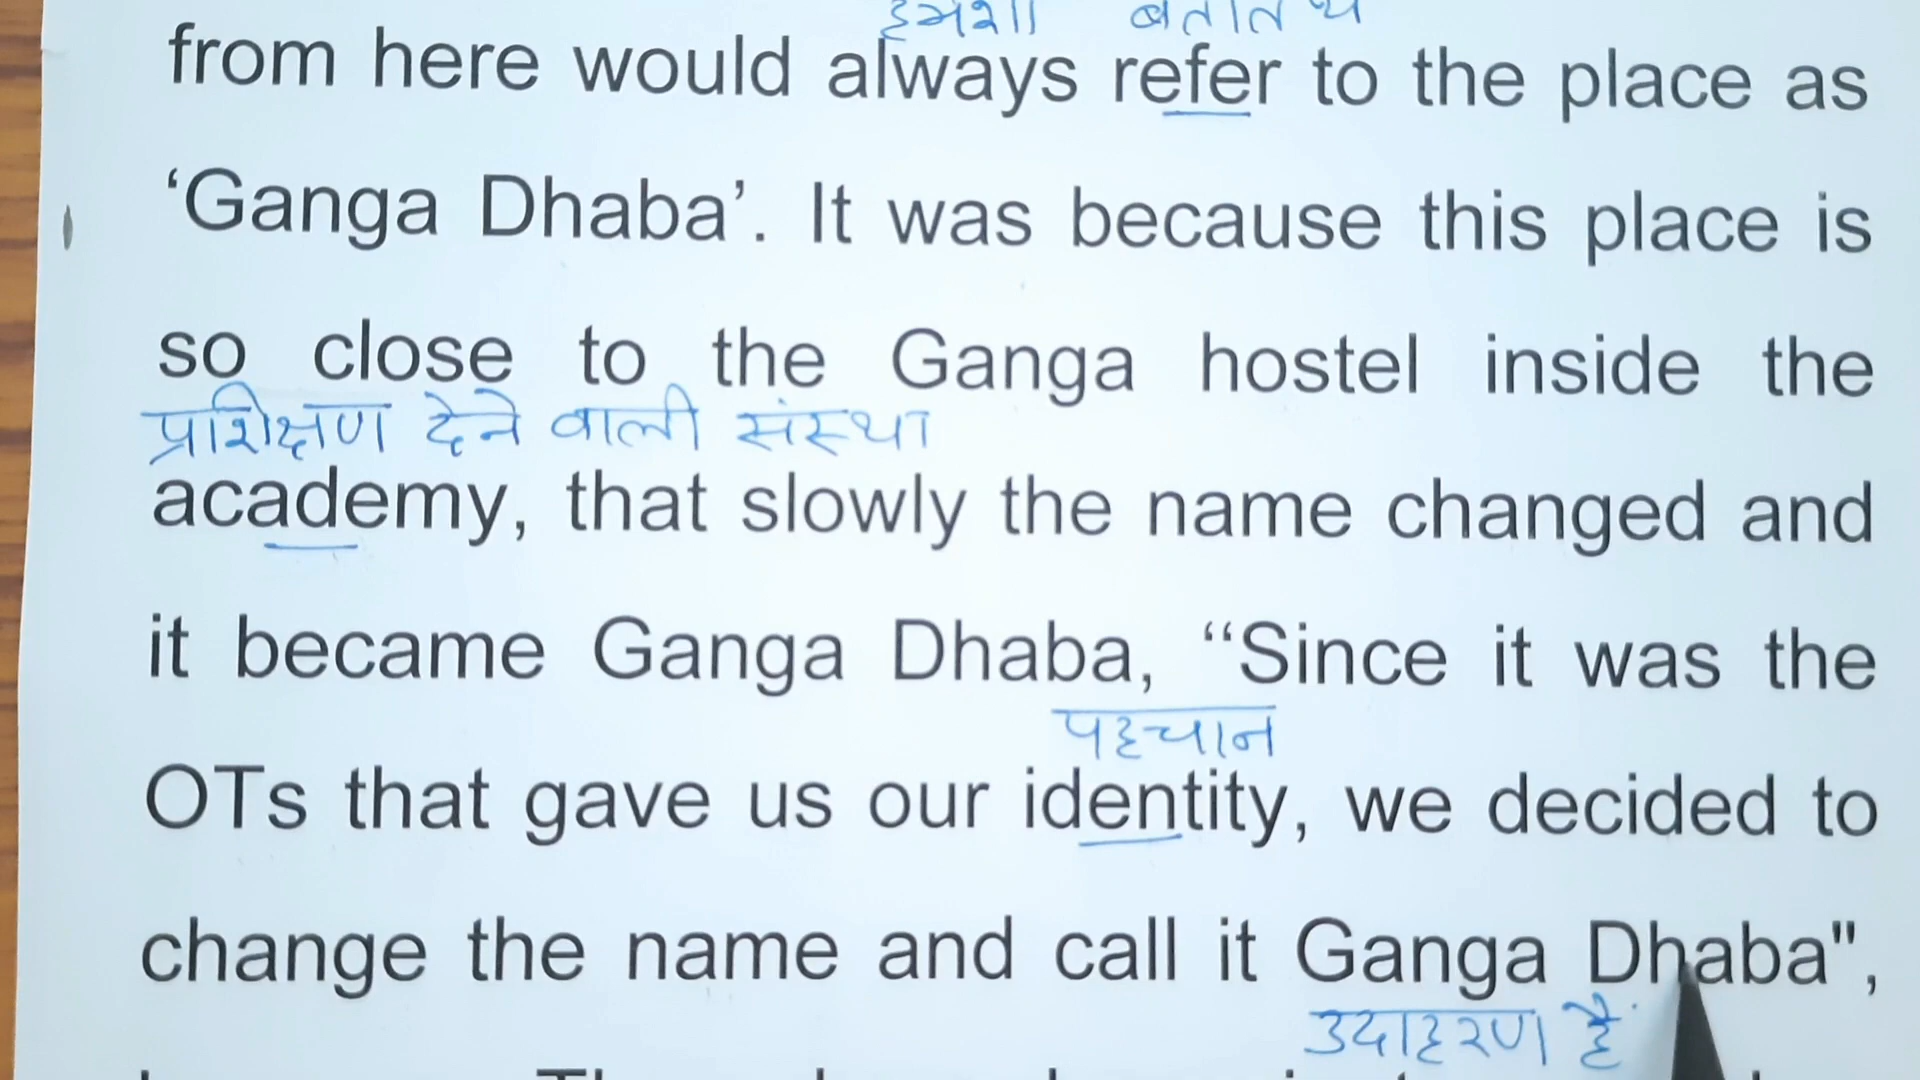 हमेशा बताते थे
from here would always refer to the place as
‘Ganga Dhaba’. It was because this place is
so close to the Ganga hostel inside the
प्रशिक्षण देने वाली संस्था
academy, that slowly the name changed and
it became Ganga Dhaba, “Since it was the
पहचान
OTs that gave us our identity, we decided to
change the name and call it Ganga Dhaba",
उदाहरण है